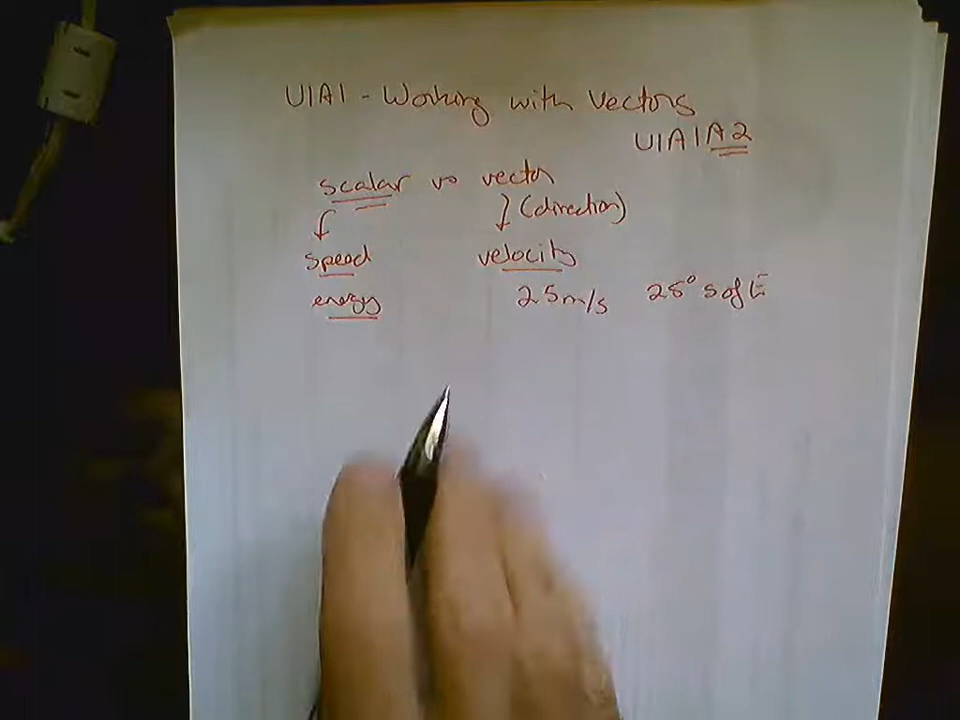 U1A1 - Working with Vectors
U1A1A2
scalar vs vector
(direction)
speed velocity
energy 25m/s 25° S of E